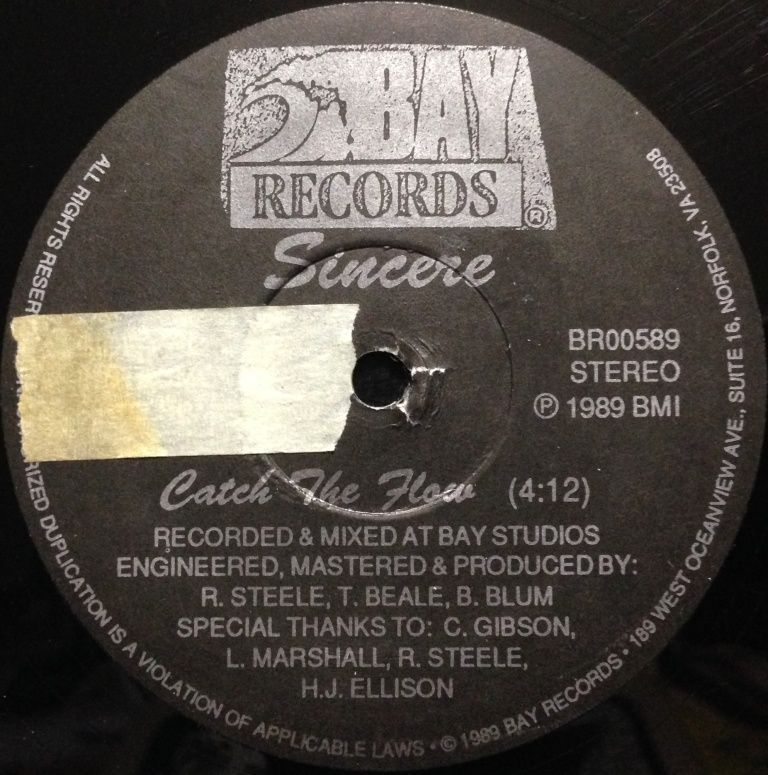 BAY
RECORDS ®
Sincere
BR00589
STEREO
℗ 1989 BMI
Catch The Flow (4:12)
RECORDED & MIXED AT BAY STUDIOS
ENGINEERED, MASTERED & PRODUCED BY:
R. STEELE, T. BEALE, B. BLUM
SPECIAL THANKS TO: C. GIBSON,
L. MARSHALL, R. STEELE,
H.J. ELLISON
ALL RIGHTS RESER
RIZED DUPLICATION IS A VIOLATION OF APPLICABLE LAWS • © 1989 BAY RECORDS • 189 WEST OCEANVIEW AVE., SUITE 16, NORFOLK, VA 23508